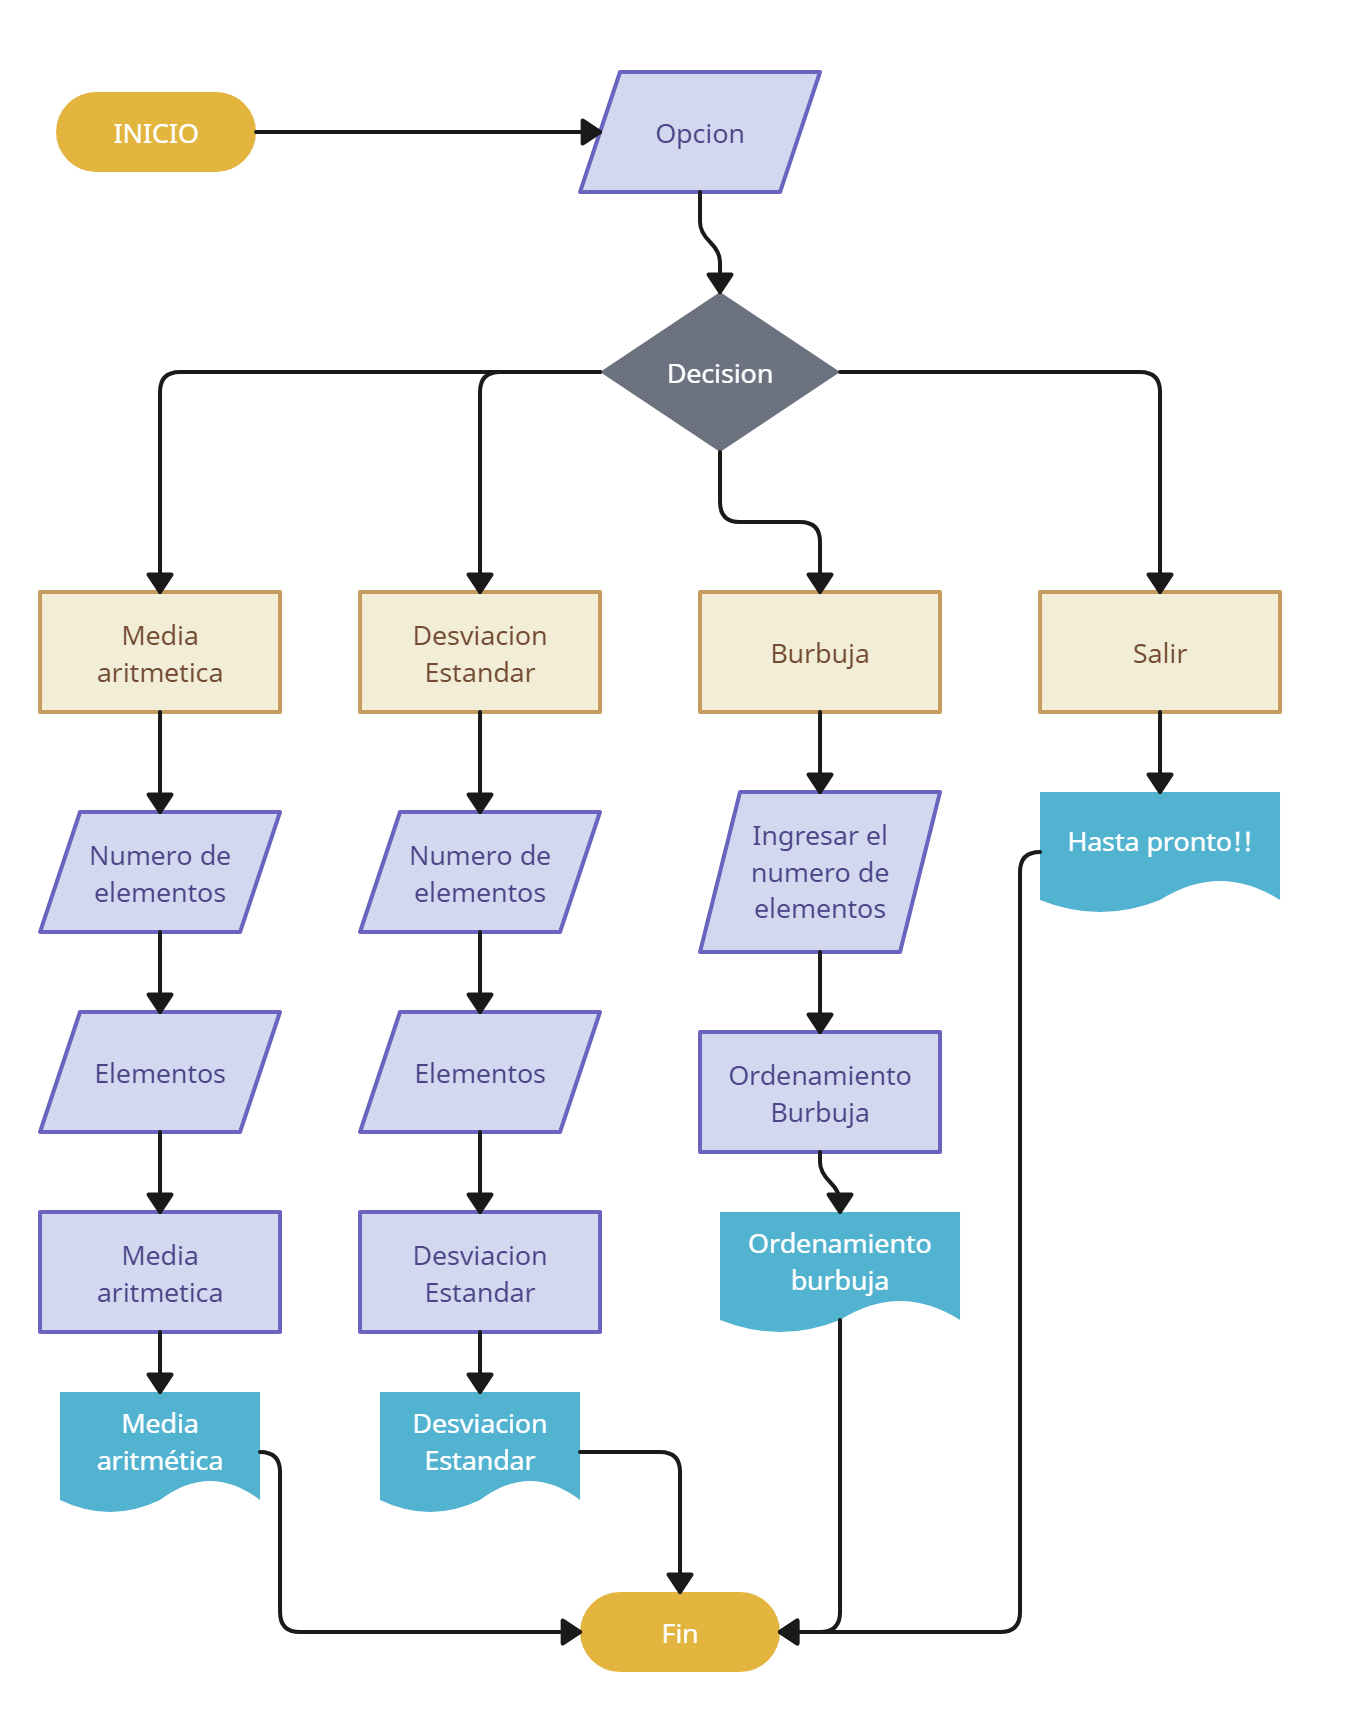 INICIO
Opcion
Decision
Media
aritmetica
Desviacion
Estandar
Burbuja
Salir
Numero de
elementos
Numero de
elementos
Ingresar el
numero de
elementos
Hasta pronto!!
Elementos
Elementos
Ordenamiento
Burbuja
Media
aritmetica
Desviacion
Estandar
Ordenamiento
burbuja
Media
aritmética
Desviacion
Estandar
Fin